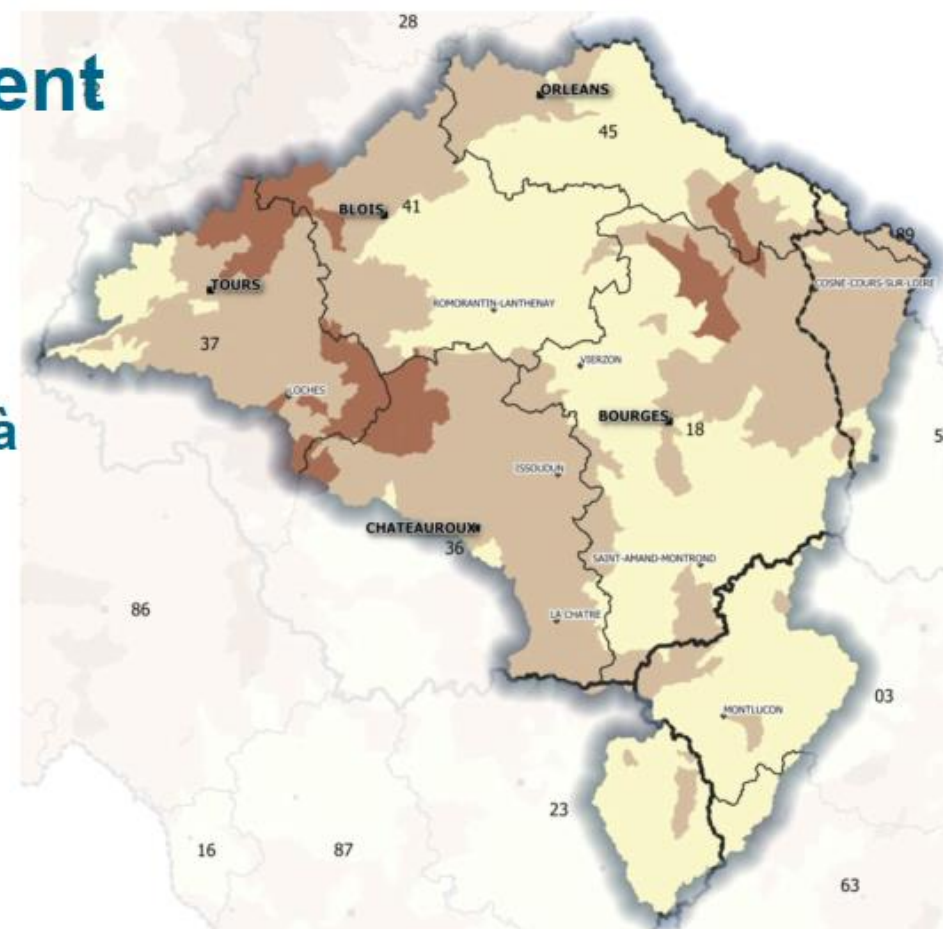 28
ent
ORLEANS
45
BLOIS
41
89
TOURS
COSNE-COURS-SUR-LOIRE
ROMORANTIN-LANTHENAY
37
VIERZON
LOCHES
BOURGES
18
à
5
ISSOUDUN
CHATEAUROUX
36
SAINT-AMAND-MONTROND
86
LA CHATRE
03
MONTLUCON
23
16
87
63